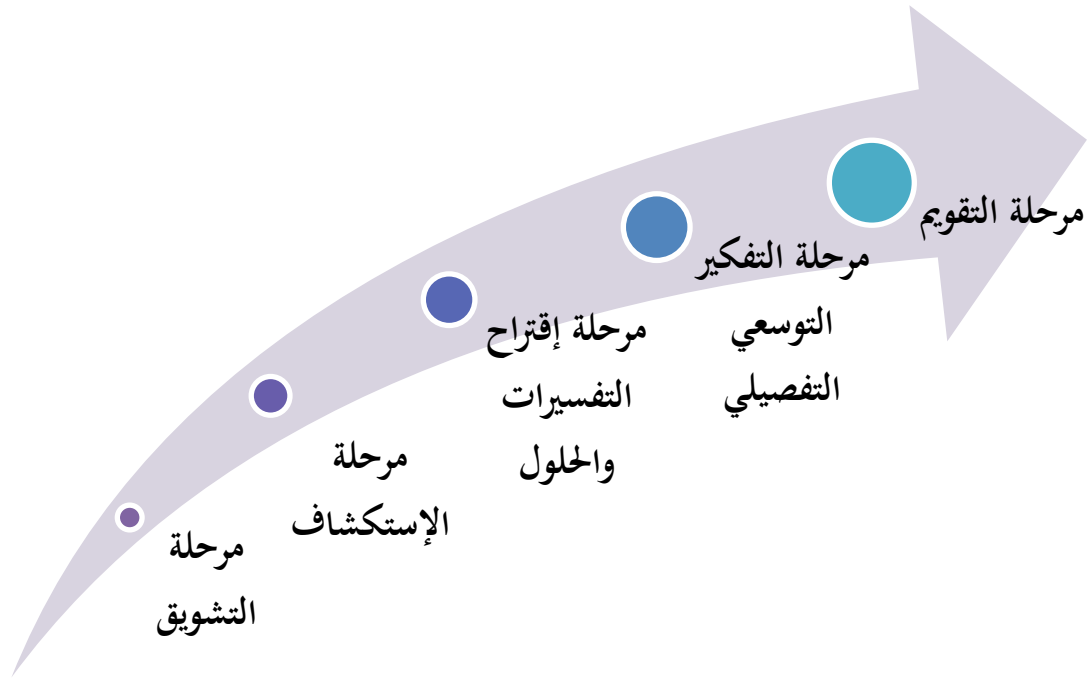 مرحلة
التشويق
مرحلة
الإستكشاف
مرحلة إقتراح
التفسيرات
والحلول
مرحلة التفكير
التوسعي
التفصيلي
مرحلة التقويم